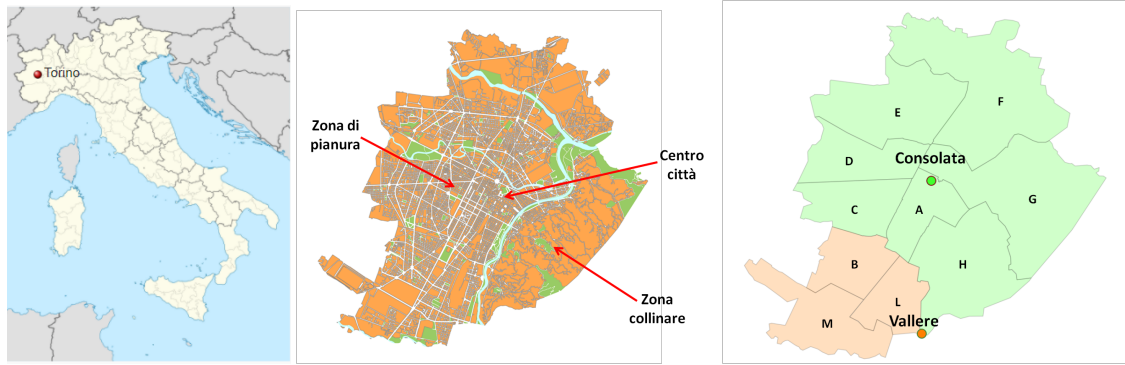 Torino
Zona di
pianura
Centro
città
Zona
collinare
E
F
Consolata
D
G
C
A
B
H
L
Vallere
M